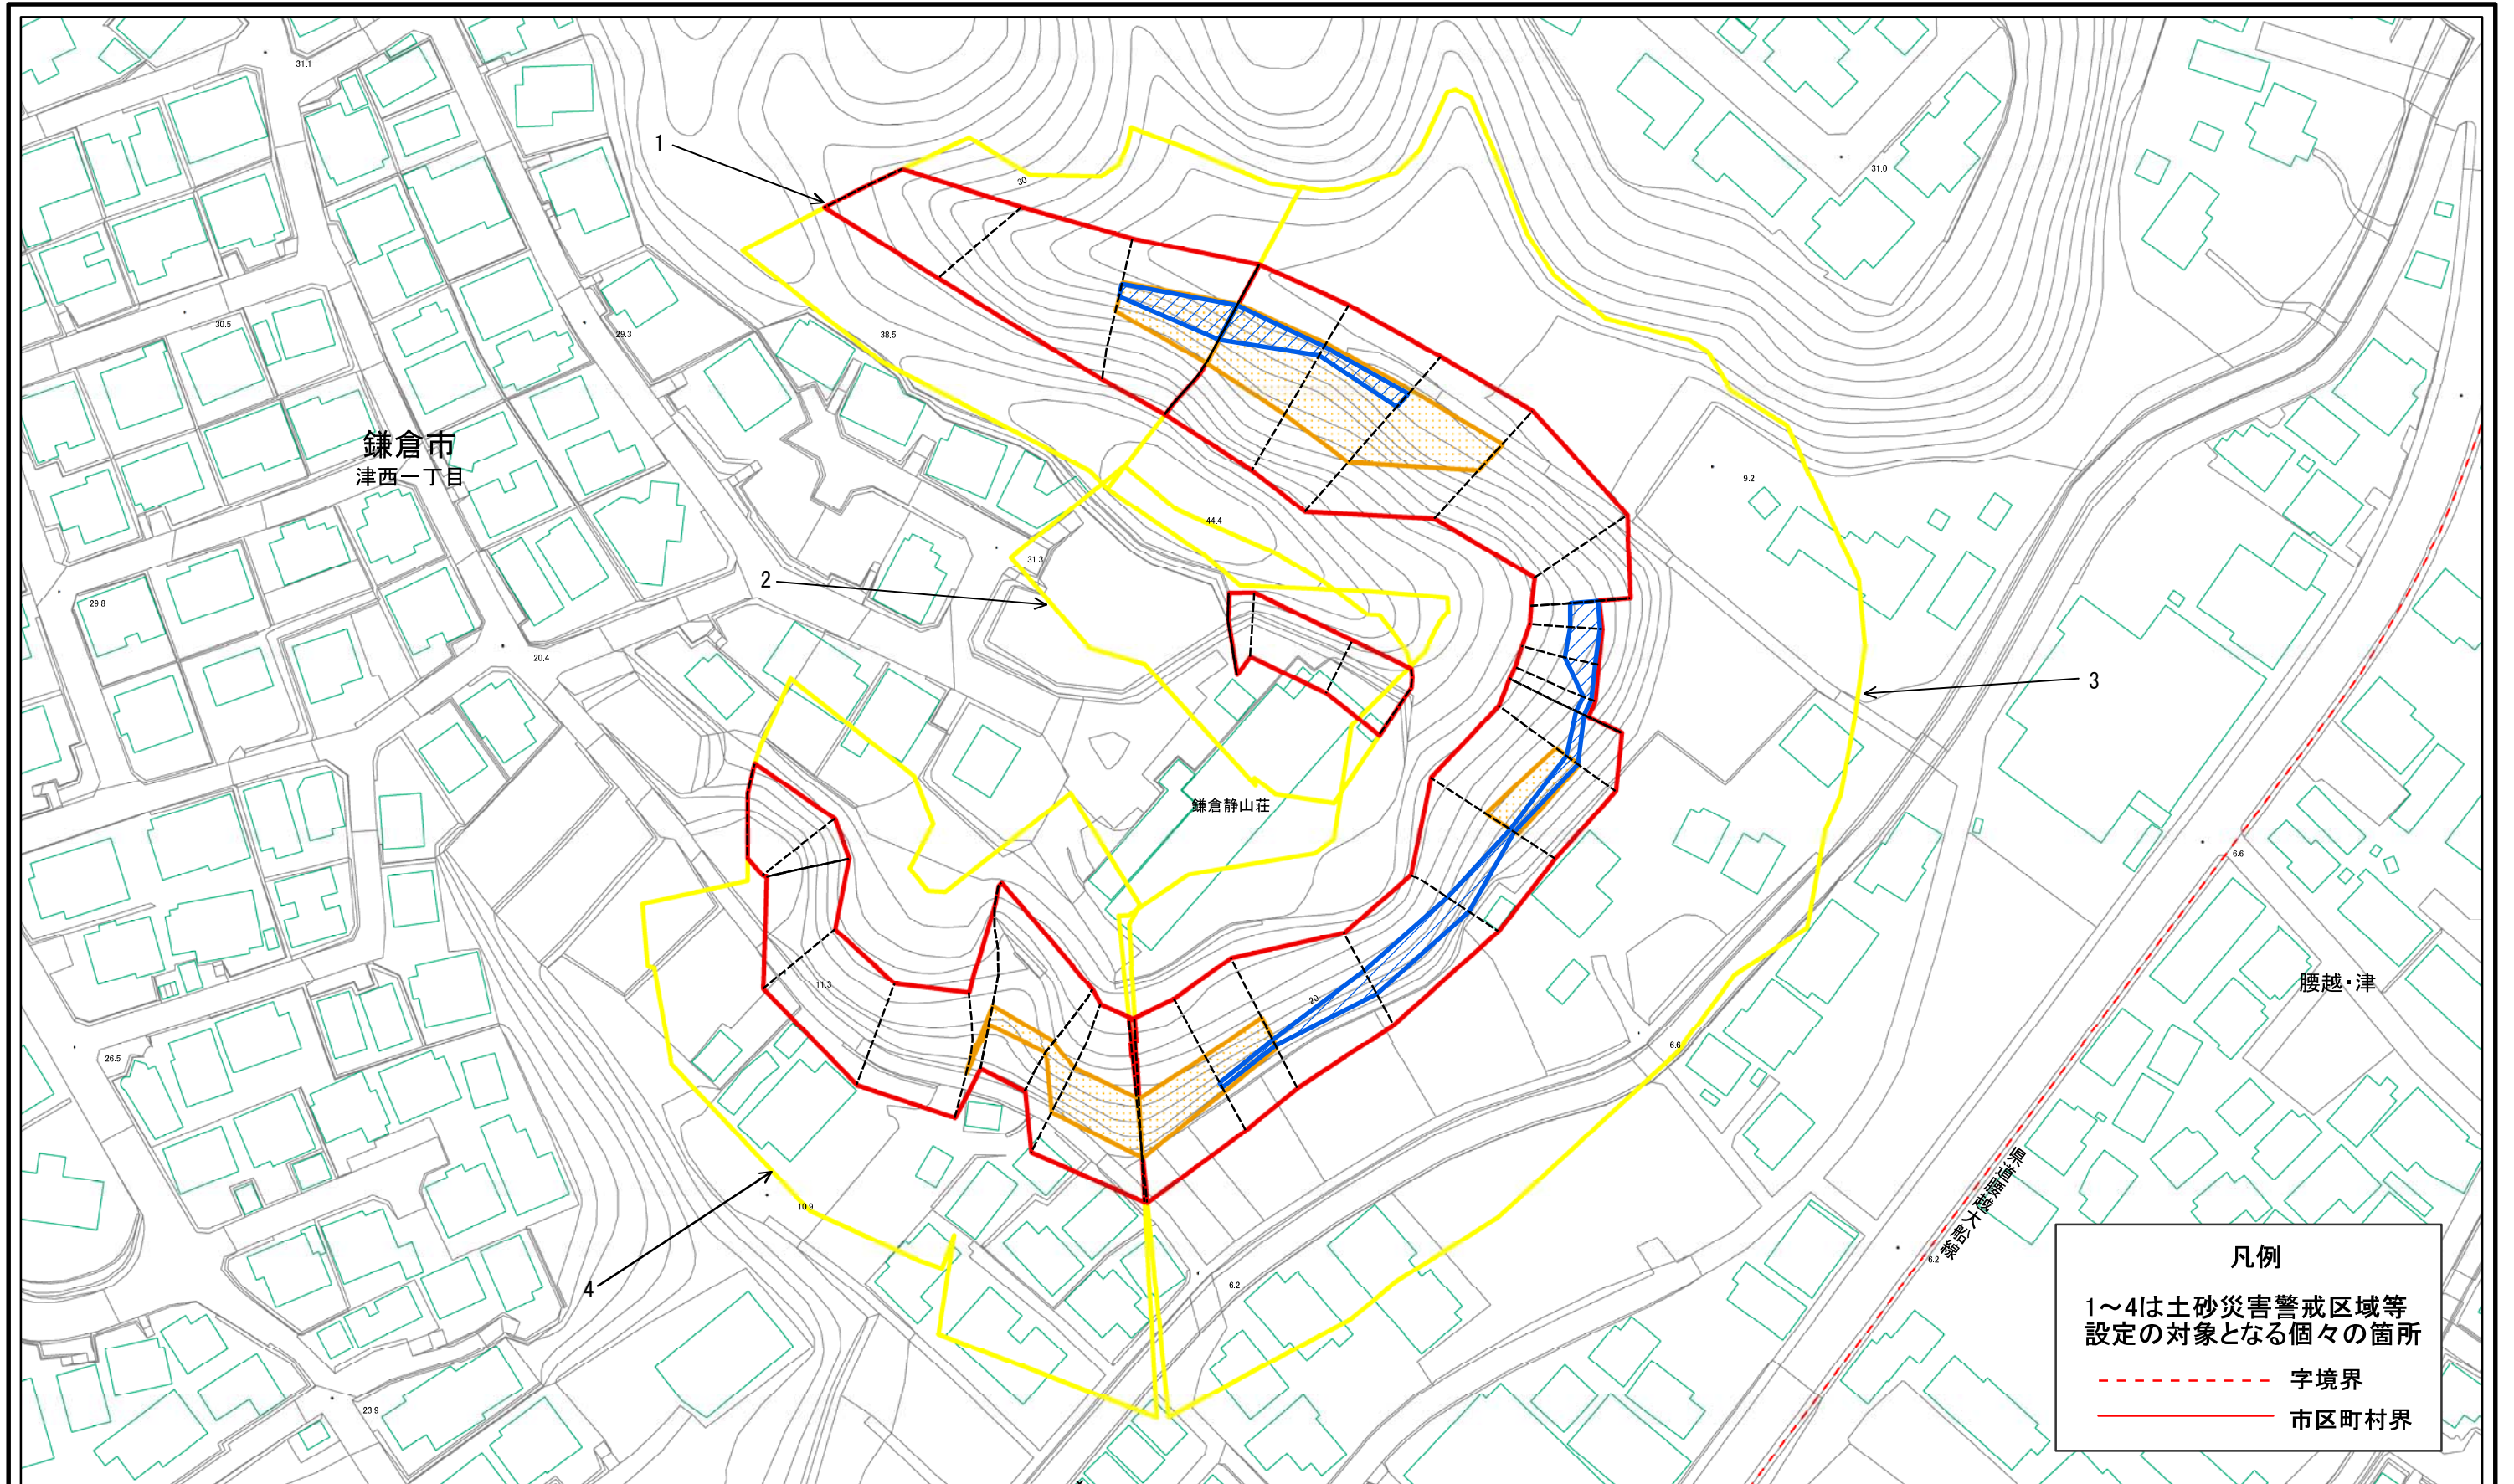 31.1
1
30
31.0
30.5
29.3
38.5
鎌倉市
津西一丁目
9.2
44.4
31.3
2
29.8
20.4
3
鎌倉静山荘
6.6
11.3
20
腰越・津
26.5
6.6
県道腰越大船線
10.9
4
6.2
6.2
23.9
凡例
1～4は土砂災害警戒区域等
設定の対象となる個々の箇所
字境界
市区町村界